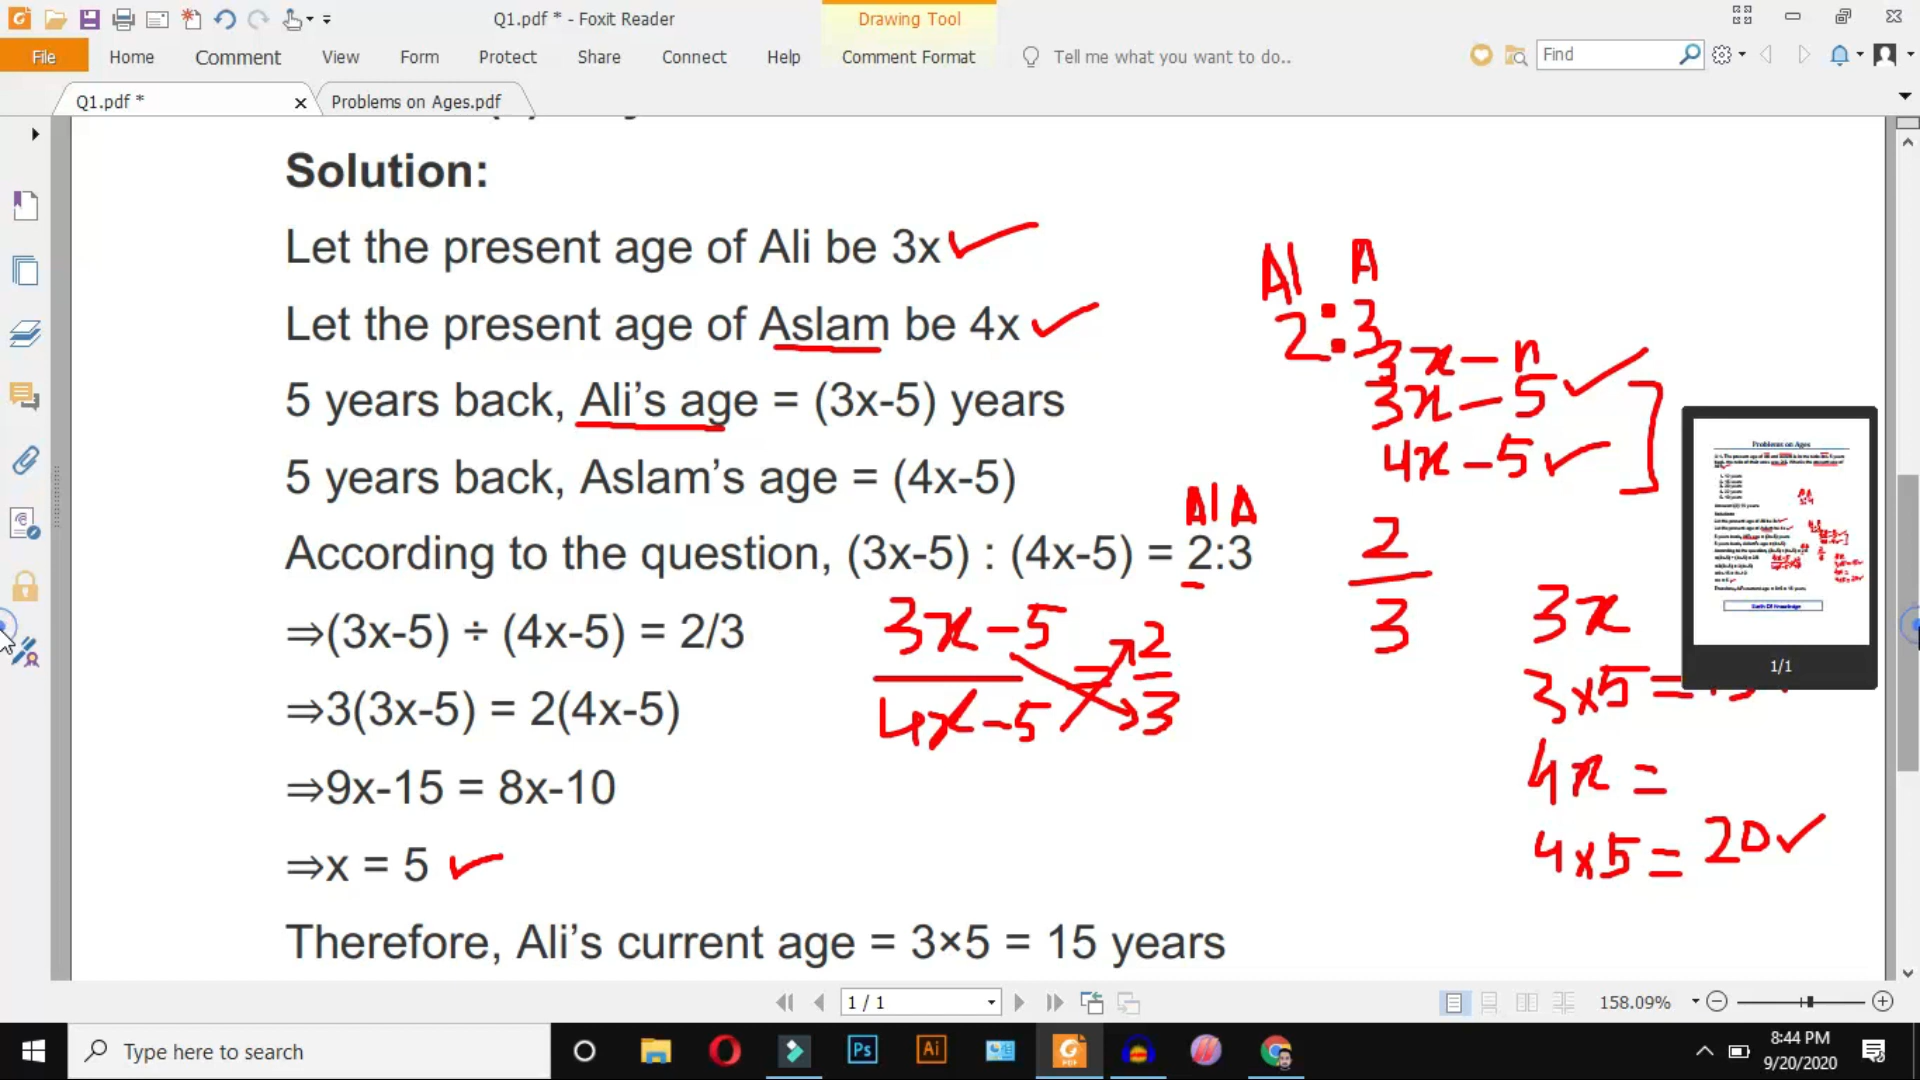 Q1.pdf * - Foxit Reader
Drawing Tool
File Home Comment View Form Protect Share Connect Help Comment Format Tell me what you want to do.. Find
Q1.pdf * Problems on Ages.pdf
Solution:
Let the present age of Ali be 3x
Let the present age of Aslam be 4x
5 years back, Ali's age = (3x-5) years
5 years back, Aslam's age = (4x-5)
According to the question, (3x-5) : (4x-5) = 2:3
⇒(3x-5) ÷ (4x-5) = 2/3
⇒3(3x-5) = 2(4x-5)
⇒9x-15 = 8x-10
⇒x = 5
Therefore, Ali's current age = 3×5 = 15 years
Al A
2 : 3
3x - n
3x - 5
4x - 5
Al A
2
3
3x - 5 = 2
4x - 5 3
3x
3x5 =
4x =
4x5 = 20
Problems on Ages
1/1
1 / 1
158.09%
Type here to search
Ps
Ai
8:44 PM
9/20/2020